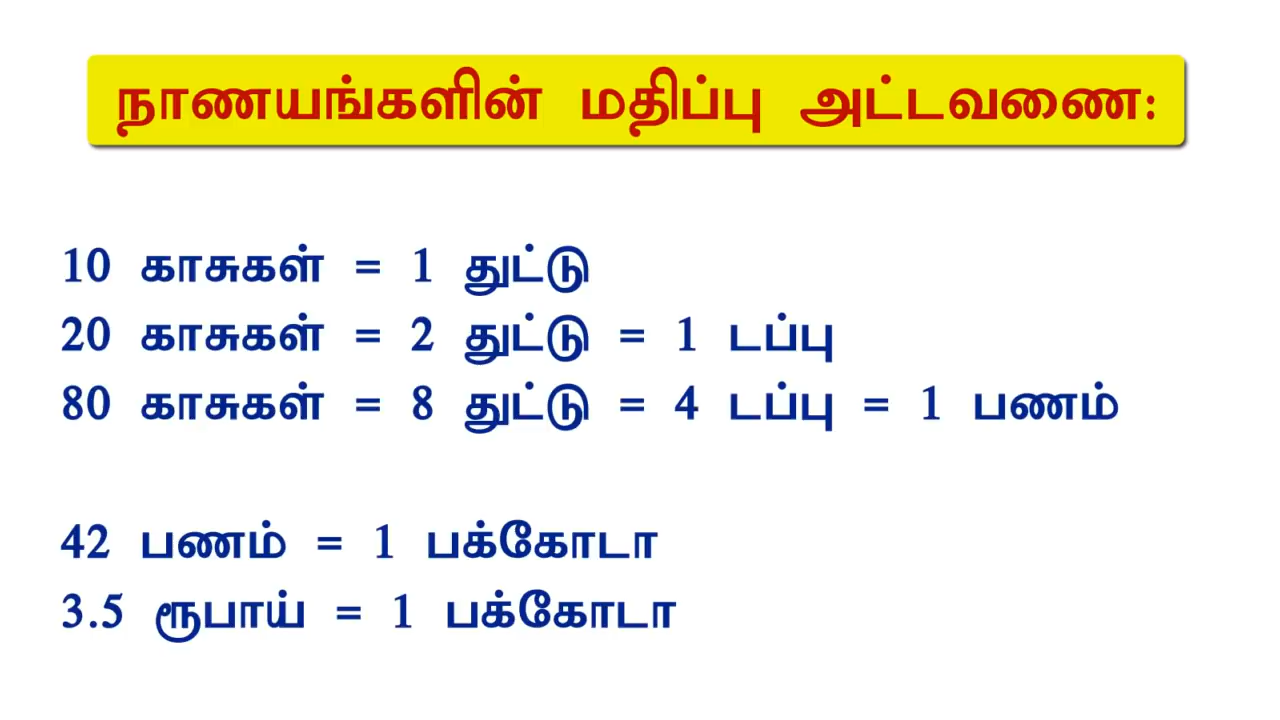 நாணயங்களின் மதிப்பு அட்டவணை:
10 காசுகள் = 1 துட்டு
20 காசுகள் = 2 துட்டு = 1 டப்பு
80 காசுகள் = 8 துட்டு = 4 டப்பு = 1 பணம்
42 பணம் = 1 பக்கோடா
3.5 ரூபாய் = 1 பக்கோடா